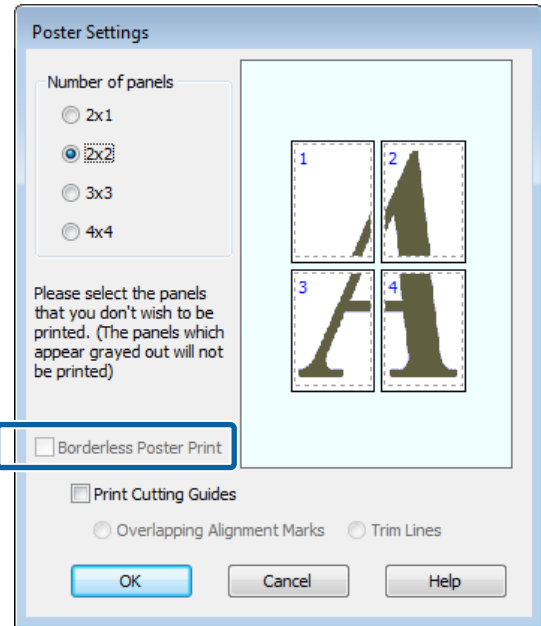 Poster Settings
Number of panels
2x1
2x2
3x3
4x4
1
2
3
4
Please select the panels
that you don't wish to be
printed. (The panels which
appear grayed out will not
be printed)
Borderless Poster Print
Print Cutting Guides
Overlapping Alignment Marks
Trim Lines
OK
Cancel
Help